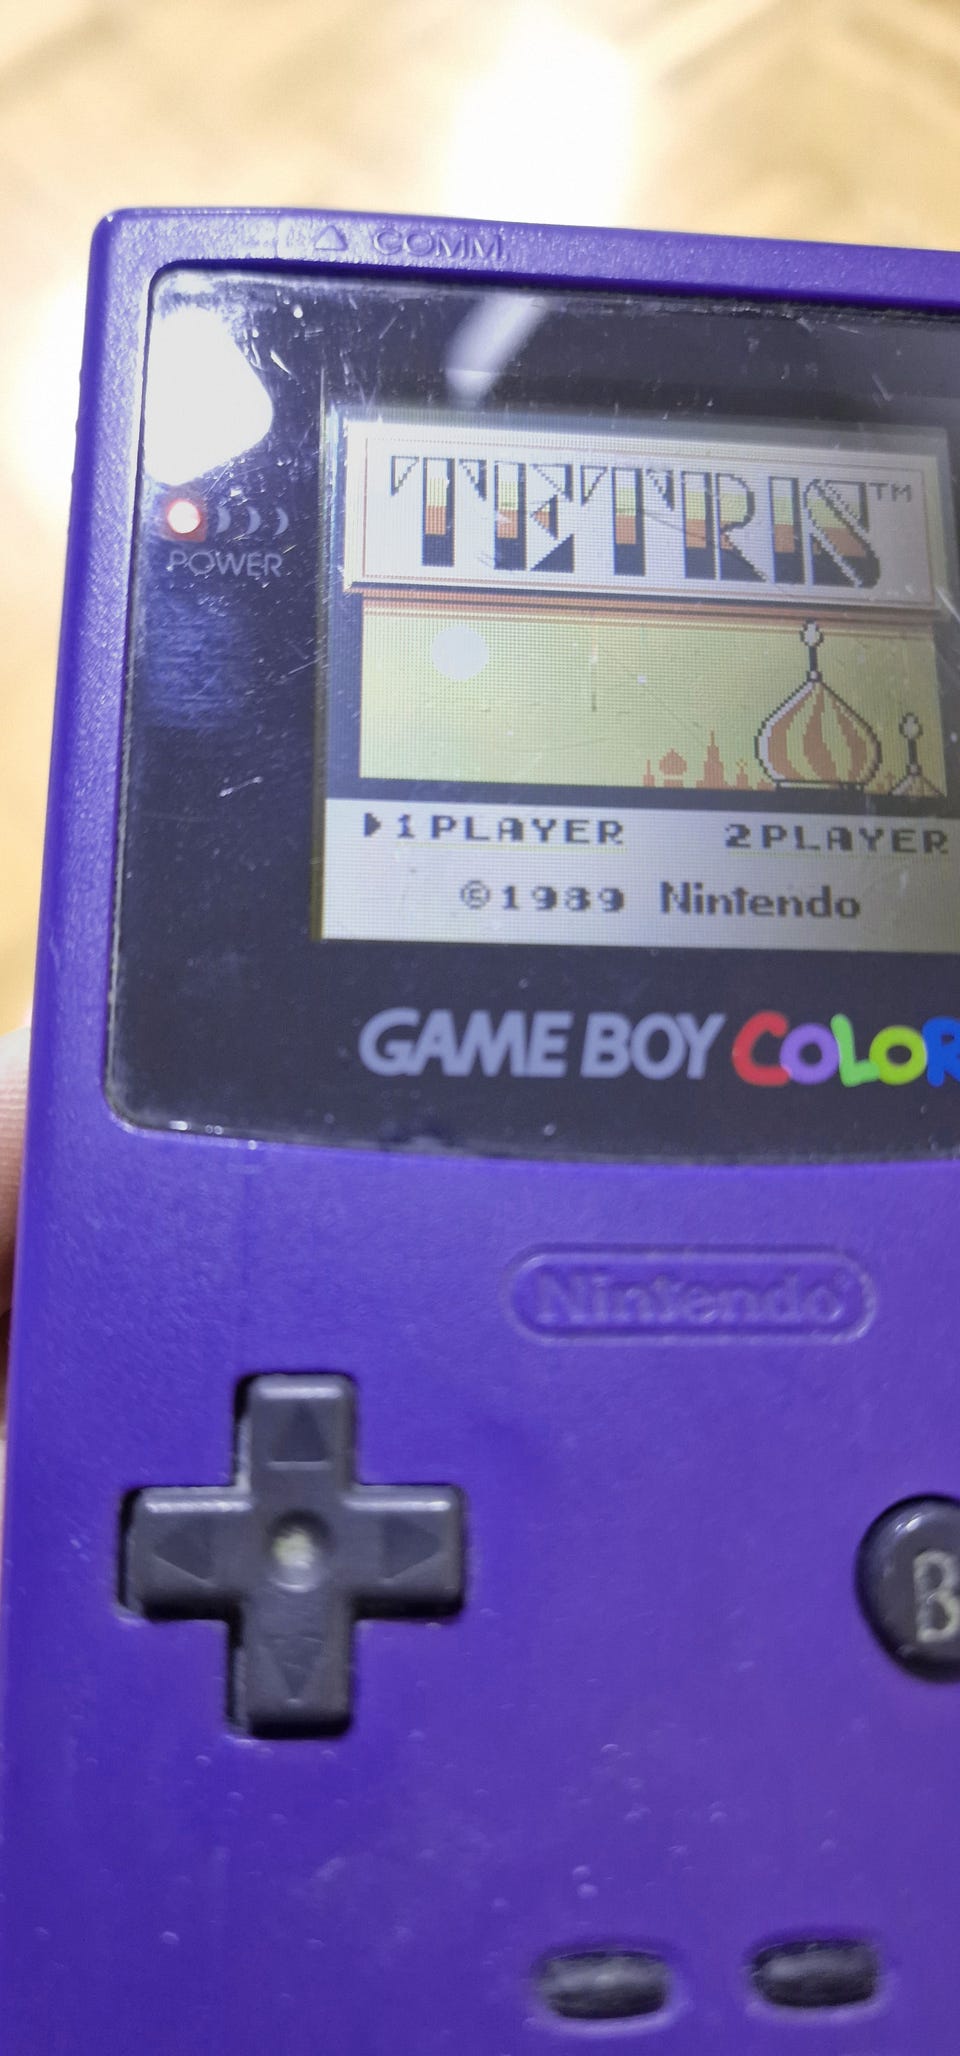 COMM.
TETRIS™
POWER
1PLAYER 2PLAYER
©1989 Nintendo
GAME BOY COLOR
Nintendo®
B